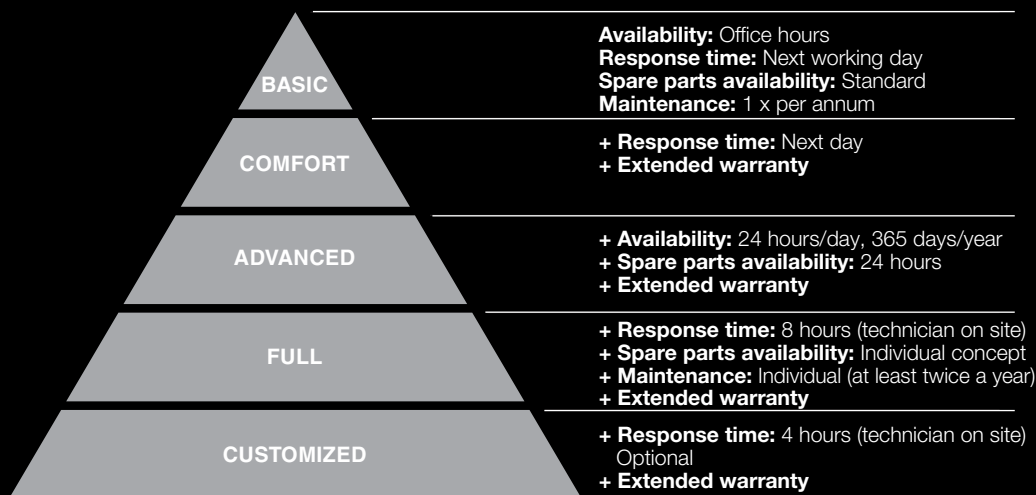 BASIC
Availability: Office hours
Response time: Next working day
Spare parts availability: Standard
Maintenance: 1 x per annum
COMFORT
+ Response time: Next day
+ Extended warranty
ADVANCED
+ Availability: 24 hours/day, 365 days/year
+ Spare parts availability: 24 hours
+ Extended warranty
FULL
+ Response time: 8 hours (technician on site)
+ Spare parts availability: Individual concept
+ Maintenance: Individual (at least twice a year)
+ Extended warranty
CUSTOMIZED
+ Response time: 4 hours (technician on site)
Optional
+ Extended warranty